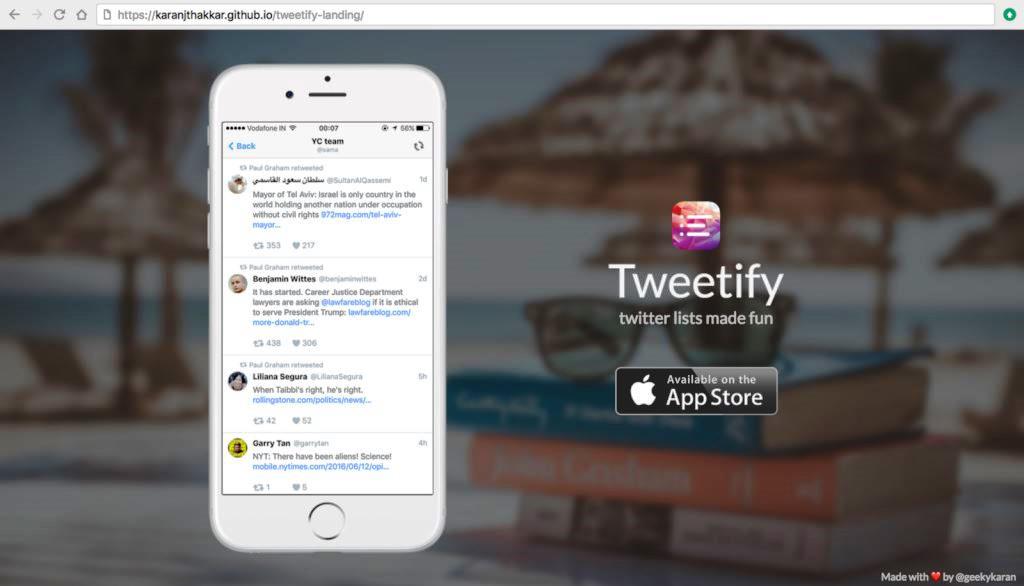 https://karanjthakkar.github.io/tweetify-landing/
Vodafone IN
00:07
56%
Back
YC team
@sama
Paul Graham retweeted
سلطان سعود القاسمي @SultanAlQassemi 1d
Mayor of Tel Aviv: Israel is only country in the
world holding another nation under occupation
without civil rights 972mag.com/tel-aviv-
mayor...
353 217
Paul Graham retweeted
Benjamin Wittes @benjaminwittes 2d
It has started. Career Justice Department
lawyers are asking @lawfareblog if it is ethical
to serve President Trump: lawfareblog.com/
more-donald-tr...
438 306
Paul Graham retweeted
Liliana Segura @LilianaSegura 5h
When Taibbi's right, he's right.
rollingstone.com/politics/news/...
42 52
Garry Tan @garrytan 4h
NYT: There have been aliens! Science!
mobile.nytimes.com/2016/06/12/opi...
1 5
Tweetify
twitter lists made fun
Available on the
App Store
John Grisham
Made with ❤ by @geekykaran